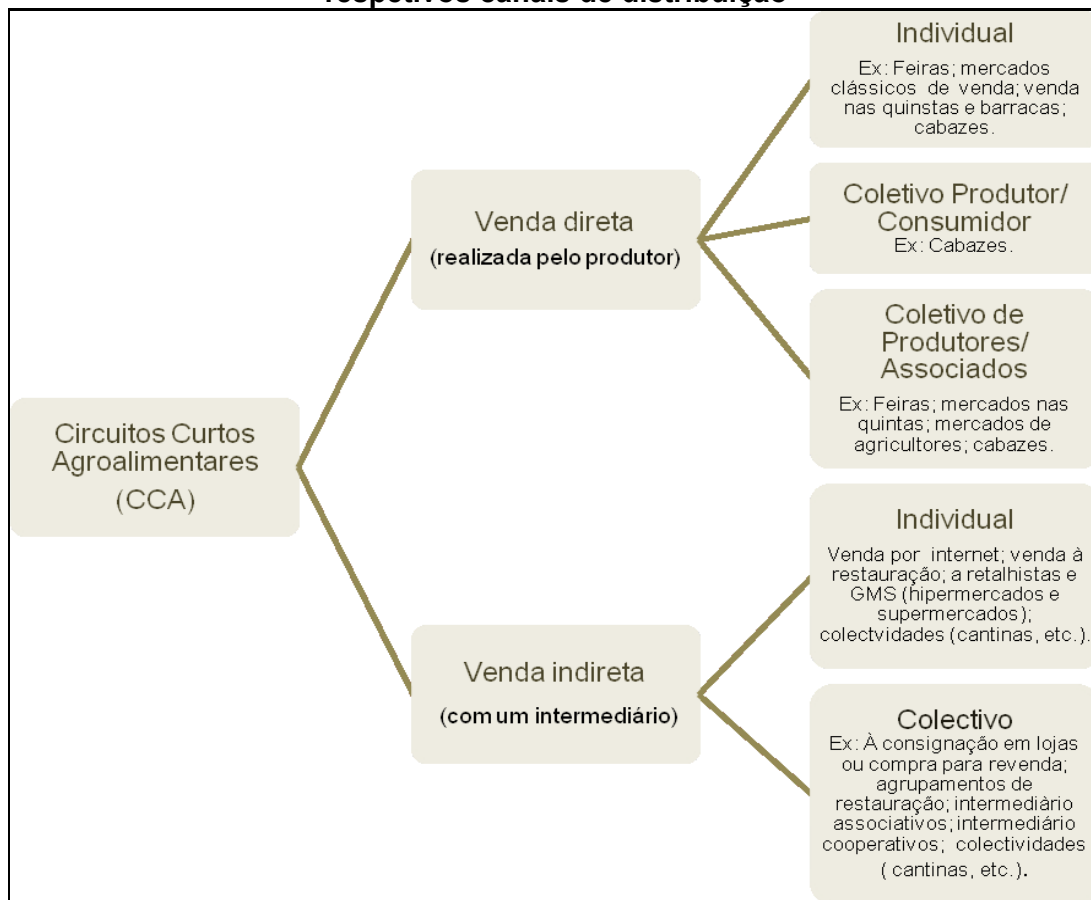 respetivos canais de distribuição
Individual
Ex: Feiras; mercados
clássicos de venda; venda
nas quinstas e barracas;
cabazes.
Coletivo Produtor/
Consumidor
Ex: Cabazes.
Coletivo de
Produtores/
Associados
Ex: Feiras; mercados nas
quintas; mercados de
agricultores; cabazes.
Venda direta
(realizada pelo produtor)
Circuitos Curtos
Agroalimentares
(CCA)
Venda indireta
(com um intermediário)
Individual
Venda por internet; venda à
restauração; a retalhistas e
GMS (hipermercados e
supermercados);
colectvidades (cantinas, etc.).
Colectivo
Ex: À consignação em lojas
ou compra para revenda;
agrupamentos de
restauração; intermediàrio
associativos; intermediário
cooperativos; colectividades
( cantinas, etc.).